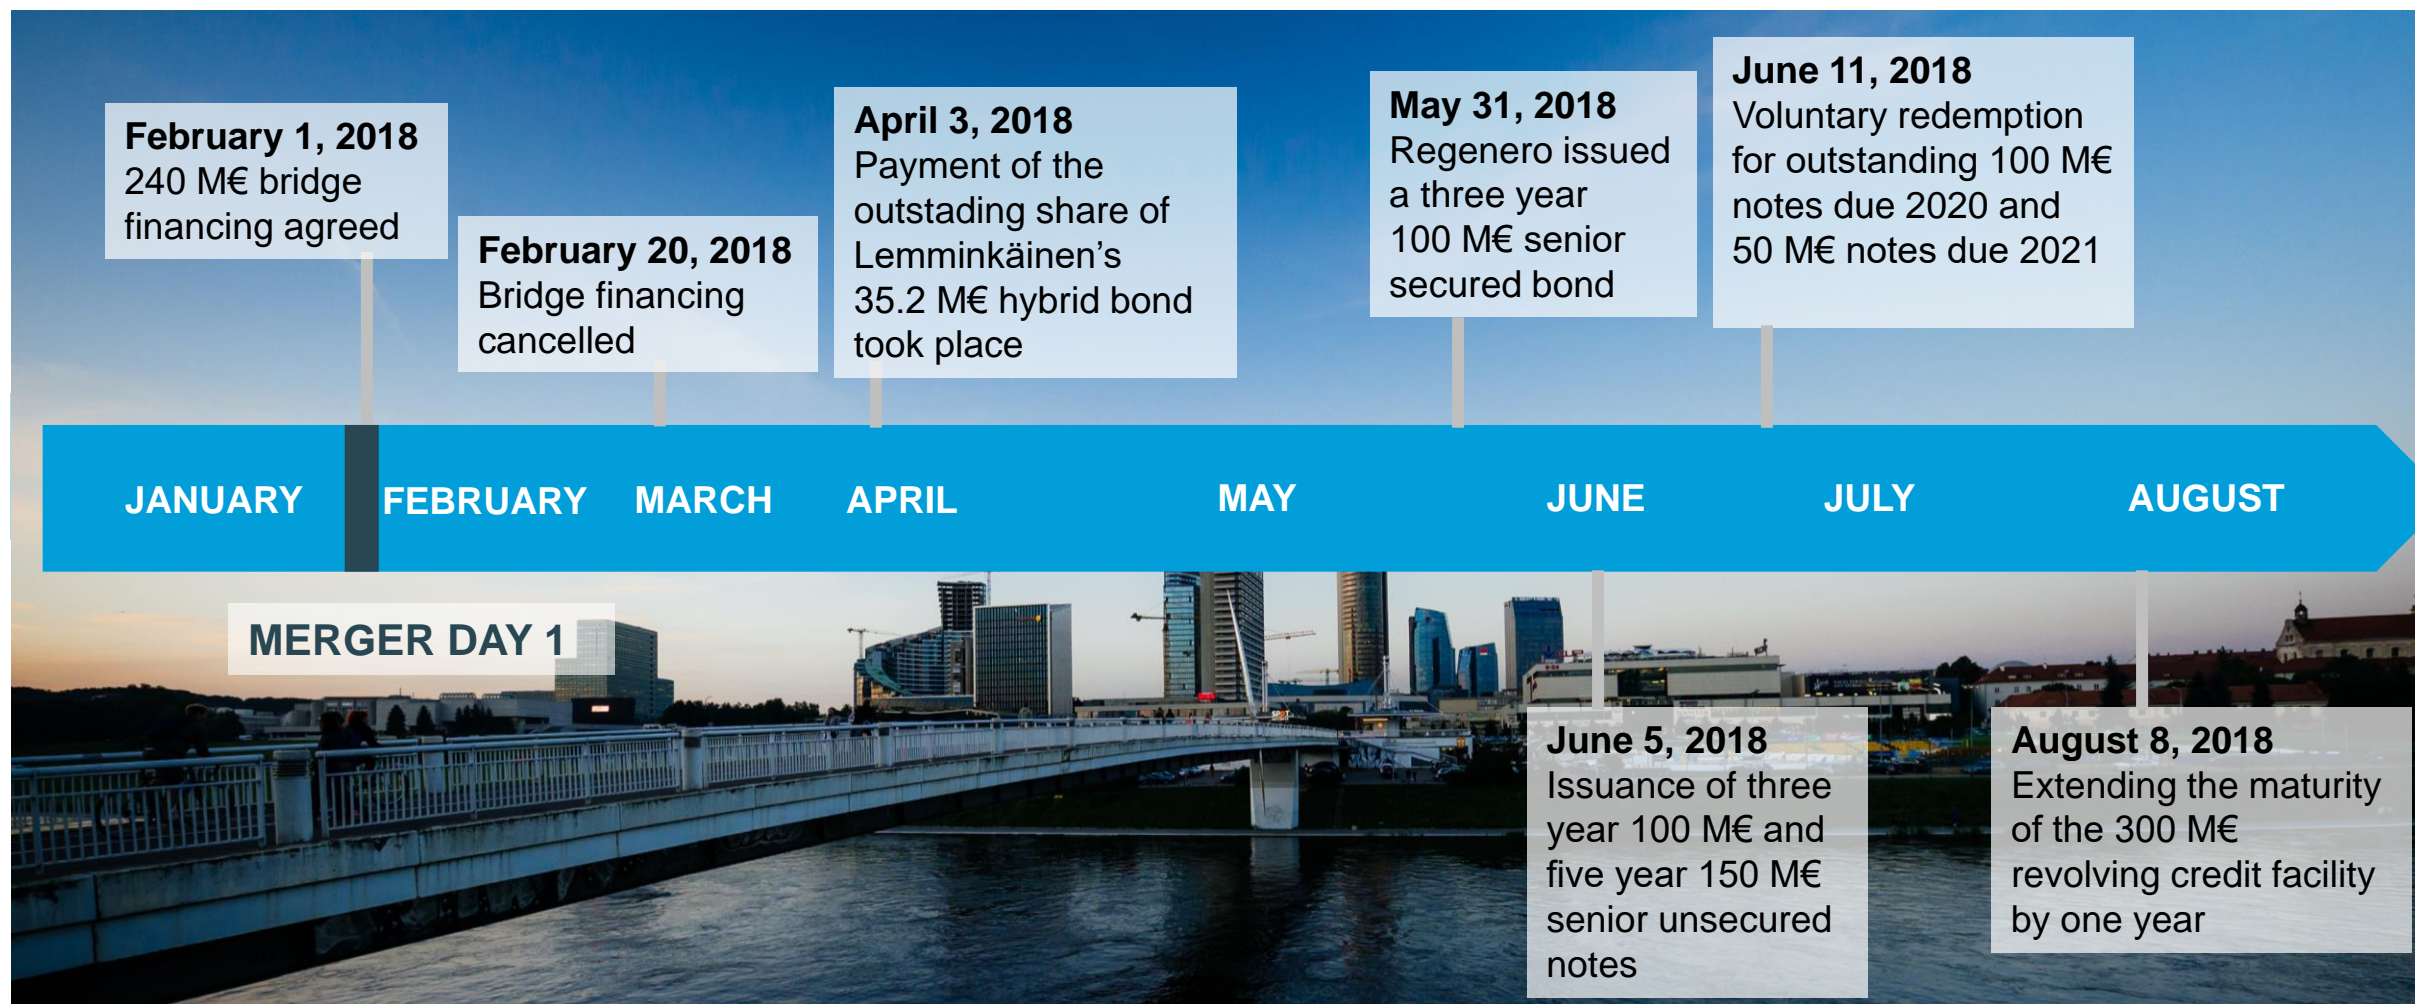 February 1, 2018
240 M€ bridge
financing agreed
February 20, 2018
Bridge financing
cancelled
April 3, 2018
Payment of the
outstading share of
Lemminkäinen’s
35.2 M€ hybrid bond
took place
May 31, 2018
Regenero issued
a three year
100 M€ senior
secured bond
June 11, 2018
Voluntary redemption
for outstanding 100 M€
notes due 2020 and
50 M€ notes due 2021
JANUARY
FEBRUARY
MARCH
APRIL
MAY
JUNE
JULY
AUGUST
MERGER DAY 1
June 5, 2018
Issuance of three
year 100 M€ and
five year 150 M€
senior unsecured
notes
August 8, 2018
Extending the maturity
of the 300 M€
revolving credit facility
by one year